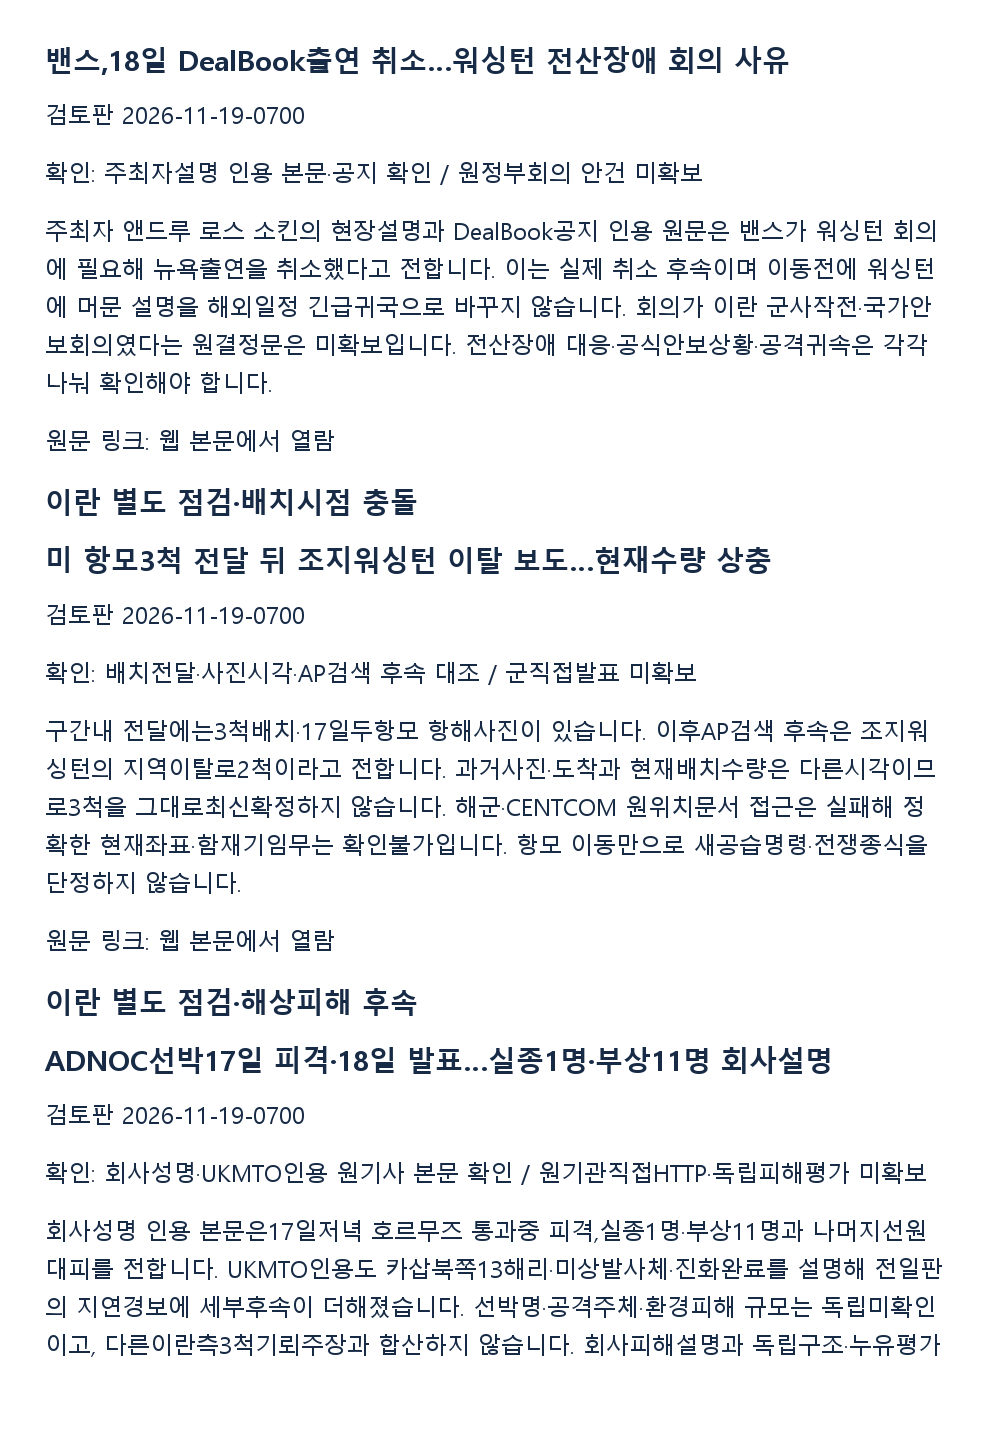 밴스,18일 DealBook출연 취소...워싱턴 전산장애 회의 사유
검토판 2026-11-19-0700
확인: 주최자설명 인용 본문·공지 확인 / 원정부회의 안건 미확보
주최자 앤드루 로스 소킨의 현장설명과 DealBook공지 인용 원문은 밴스가 워싱턴 회의
에 필요해 뉴욕출연을 취소했다고 전합니다. 이는 실제 취소 후속이며 이동전에 워싱턴
에 머문 설명을 해외일정 긴급귀국으로 바꾸지 않습니다. 회의가 이란 군사작전·국가안
보회의였다는 원결정문은 미확보입니다. 전산장애 대응·공식안보상황·공격귀속은 각각
나눠 확인해야 합니다.
원문 링크: 웹 본문에서 열람
이란 별도 점검·배치시점 충돌
미 항모3척 전달 뒤 조지워싱턴 이탈 보도...현재수량 상충
검토판 2026-11-19-0700
확인: 배치전달·사진시각·AP검색 후속 대조 / 군직접발표 미확보
구간내 전달에는3척배치·17일두항모 항해사진이 있습니다. 이후AP검색 후속은 조지워
싱턴의 지역이탈로2척이라고 전합니다. 과거사진·도착과 현재배치수량은 다른시각이므
로3척을 그대로최신확정하지 않습니다. 해군·CENTCOM 원위치문서 접근은 실패해 정
확한 현재좌표·함재기임무는 확인불가입니다. 항모 이동만으로 새공습명령·전쟁종식을
단정하지 않습니다.
원문 링크: 웹 본문에서 열람
이란 별도 점검·해상피해 후속
ADNOC선박17일 피격·18일 발표...실종1명·부상11명 회사설명
검토판 2026-11-19-0700
확인: 회사성명·UKMTO인용 원기사 본문 확인 / 원기관직접HTTP·독립피해평가 미확보
회사성명 인용 본문은17일저녁 호르무즈 통과중 피격,실종1명·부상11명과 나머지선원
대피를 전합니다. UKMTO인용도 카삽북쪽13해리·미상발사체·진화완료를 설명해 전일판
의 지연경보에 세부후속이 더해졌습니다. 선박명·공격주체·환경피해 규모는 독립미확인
이고, 다른이란측3척기뢰주장과 합산하지 않습니다. 회사피해설명과 독립구조·누유평가